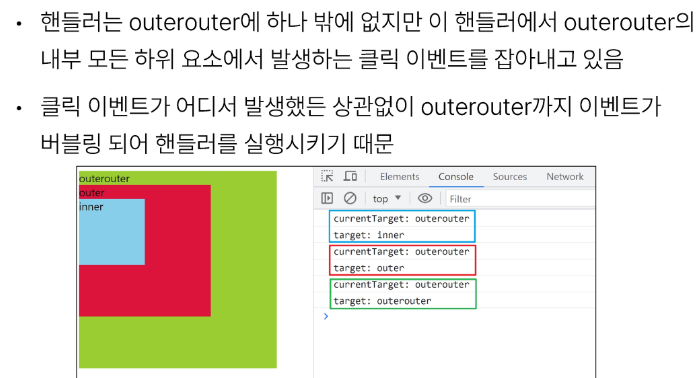 • 핸들러는 outerouter에 하나 밖에 없지만 이 핸들러에서 outerouter의
내부 모든 하위 요소에서 발생하는 클릭 이벤트를 잡아내고 있음
• 클릭 이벤트가 어디서 발생했든 상관없이 outerouter까지 이벤트가
버블링 되어 핸들러를 실행시키기 때문
outerouter
outer
inner
Elements Console Sources Network
top ▼ Filter
currentTarget: outerouter
target: inner
currentTarget: outerouter
target: outer
currentTarget: outerouter
target: outerouter
>